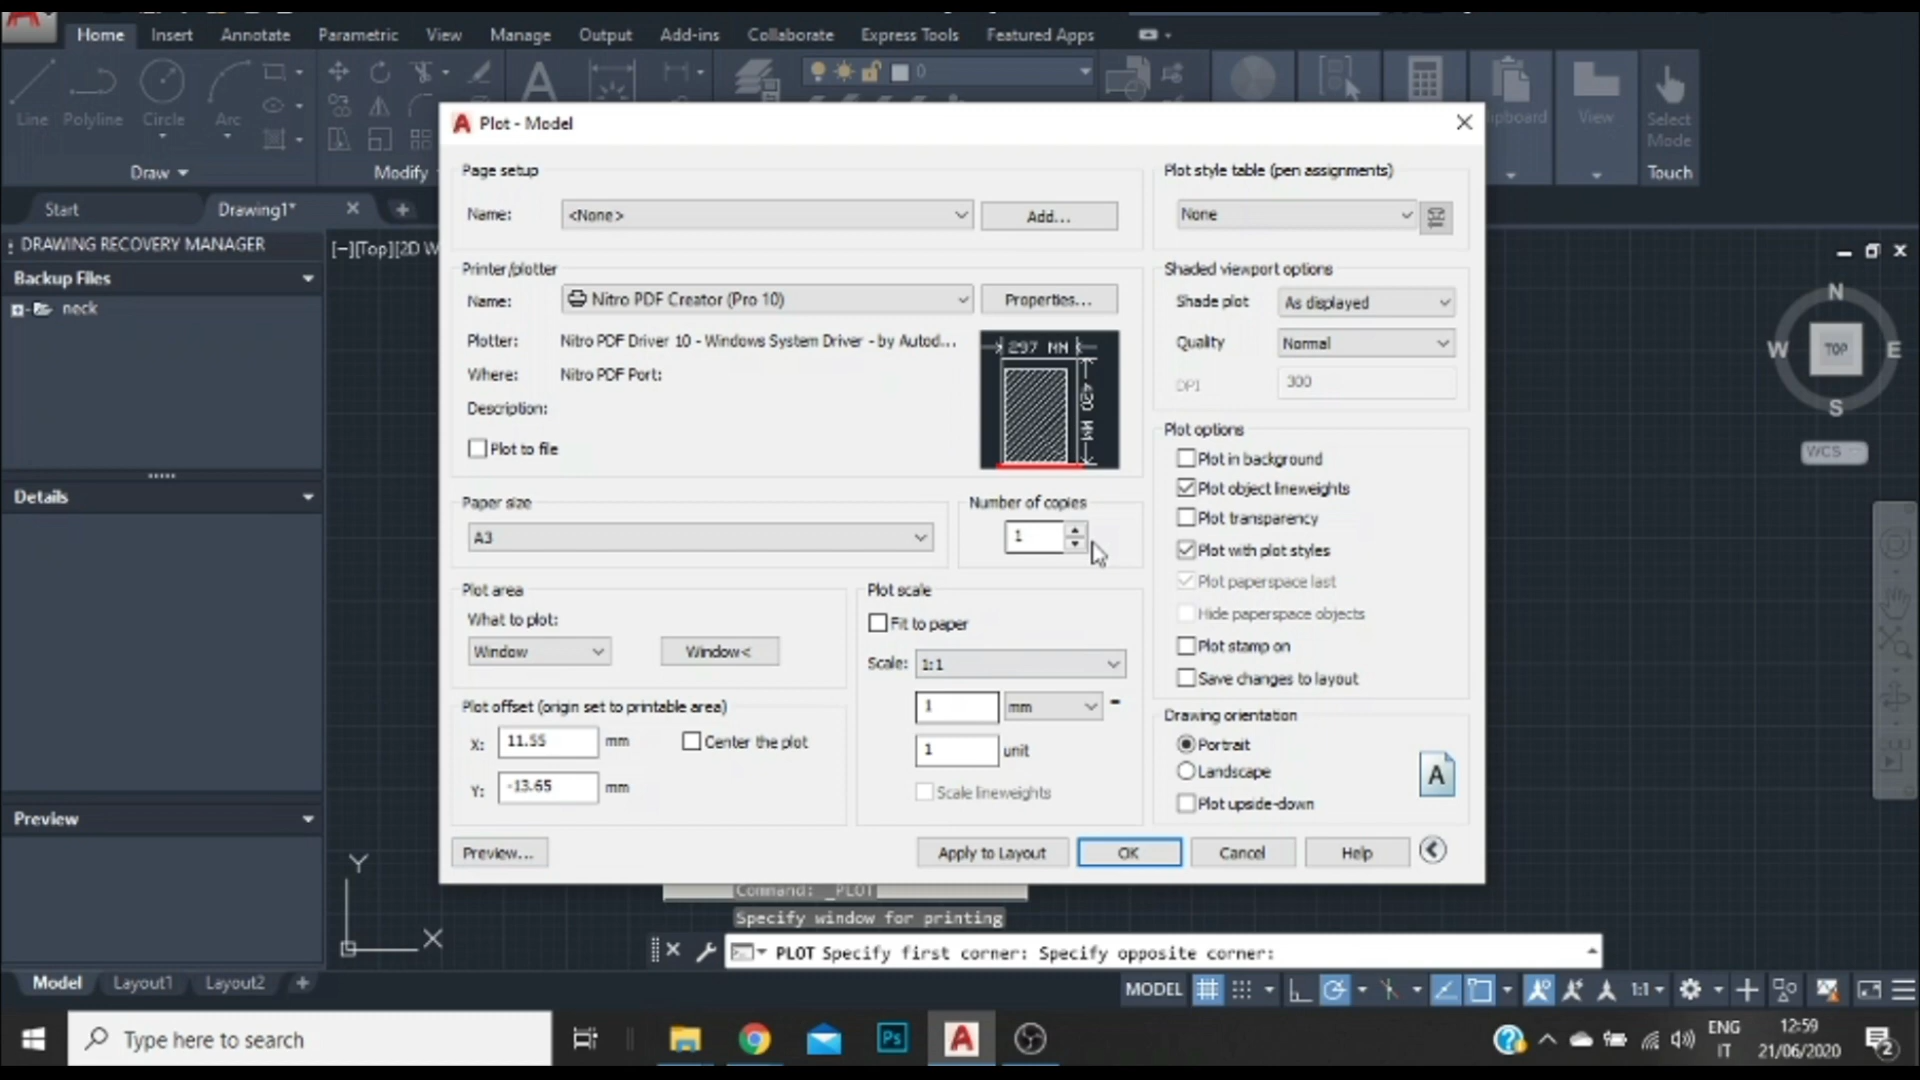 Home Insert Annotate Parametric View Manage Output Add-ins Collaborate Express Tools Featured Apps
0
Line Polyline Circle Arc
View Select Mode
Draw Modify Touch
Start Drawing1*
DRAWING RECOVERY MANAGER
[−][Top][2D W
Backup Files
neck
Details
Preview
Plot - Model
Page setup
Name: <None> Add...
Printer/plotter
Name: Nitro PDF Creator (Pro 10) Properties...
Plotter: Nitro PDF Driver 10 - Windows System Driver - by Autod...
Where: Nitro PDF Port:
Description:
Plot to file
297 MM
420 MM
Paper size
A3
Number of copies
1
Plot area
What to plot:
Window Window<
Plot offset (origin set to printable area)
X: 11.55 mm Center the plot
Y: -13.65 mm
Plot scale
Fit to paper
Scale: 1:1
1 mm =
1 unit
Scale lineweights
Plot style table (pen assignments)
None
Shaded viewport options
Shade plot As displayed
Quality Normal
DPI 300
Plot options
Plot in background
Plot object lineweights
Plot transparency
Plot with plot styles
Plot paperspace last
Hide paperspace objects
Plot stamp on
Save changes to layout
Drawing orientation
Portrait
Landscape
Plot upside-down
A
Preview... Apply to Layout OK Cancel Help
N
W TOP E
S
WCS
Y
X
Command: _PLOT
Specify window for printing
PLOT Specify first corner: Specify opposite corner:
Model Layout1 Layout2
MODEL 1:1
Type here to search
Ps
ENG
IT
12:59
21/06/2020
2